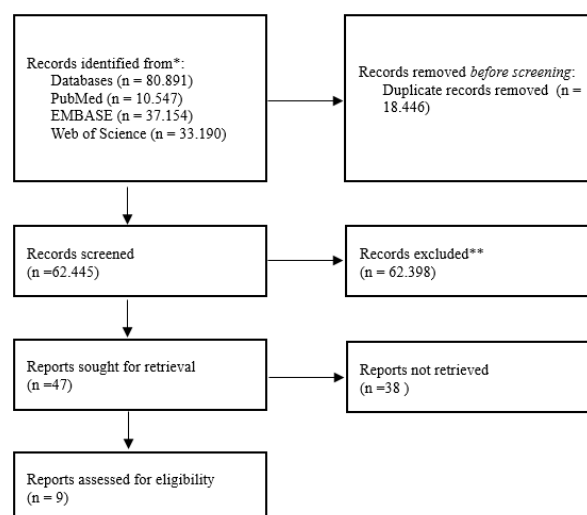 Records identified from*:
Databases (n = 80.891)
PubMed (n = 10.547)
EMBASE (n = 37.154)
Web of Science (n = 33.190)
Records removed before screening:
Duplicate records removed (n =
18.446)
Records screened
(n =62.445)
Records excluded**
(n = 62.398)
Reports sought for retrieval
(n =47)
Reports not retrieved
(n =38 )
Reports assessed for eligibility
(n = 9)